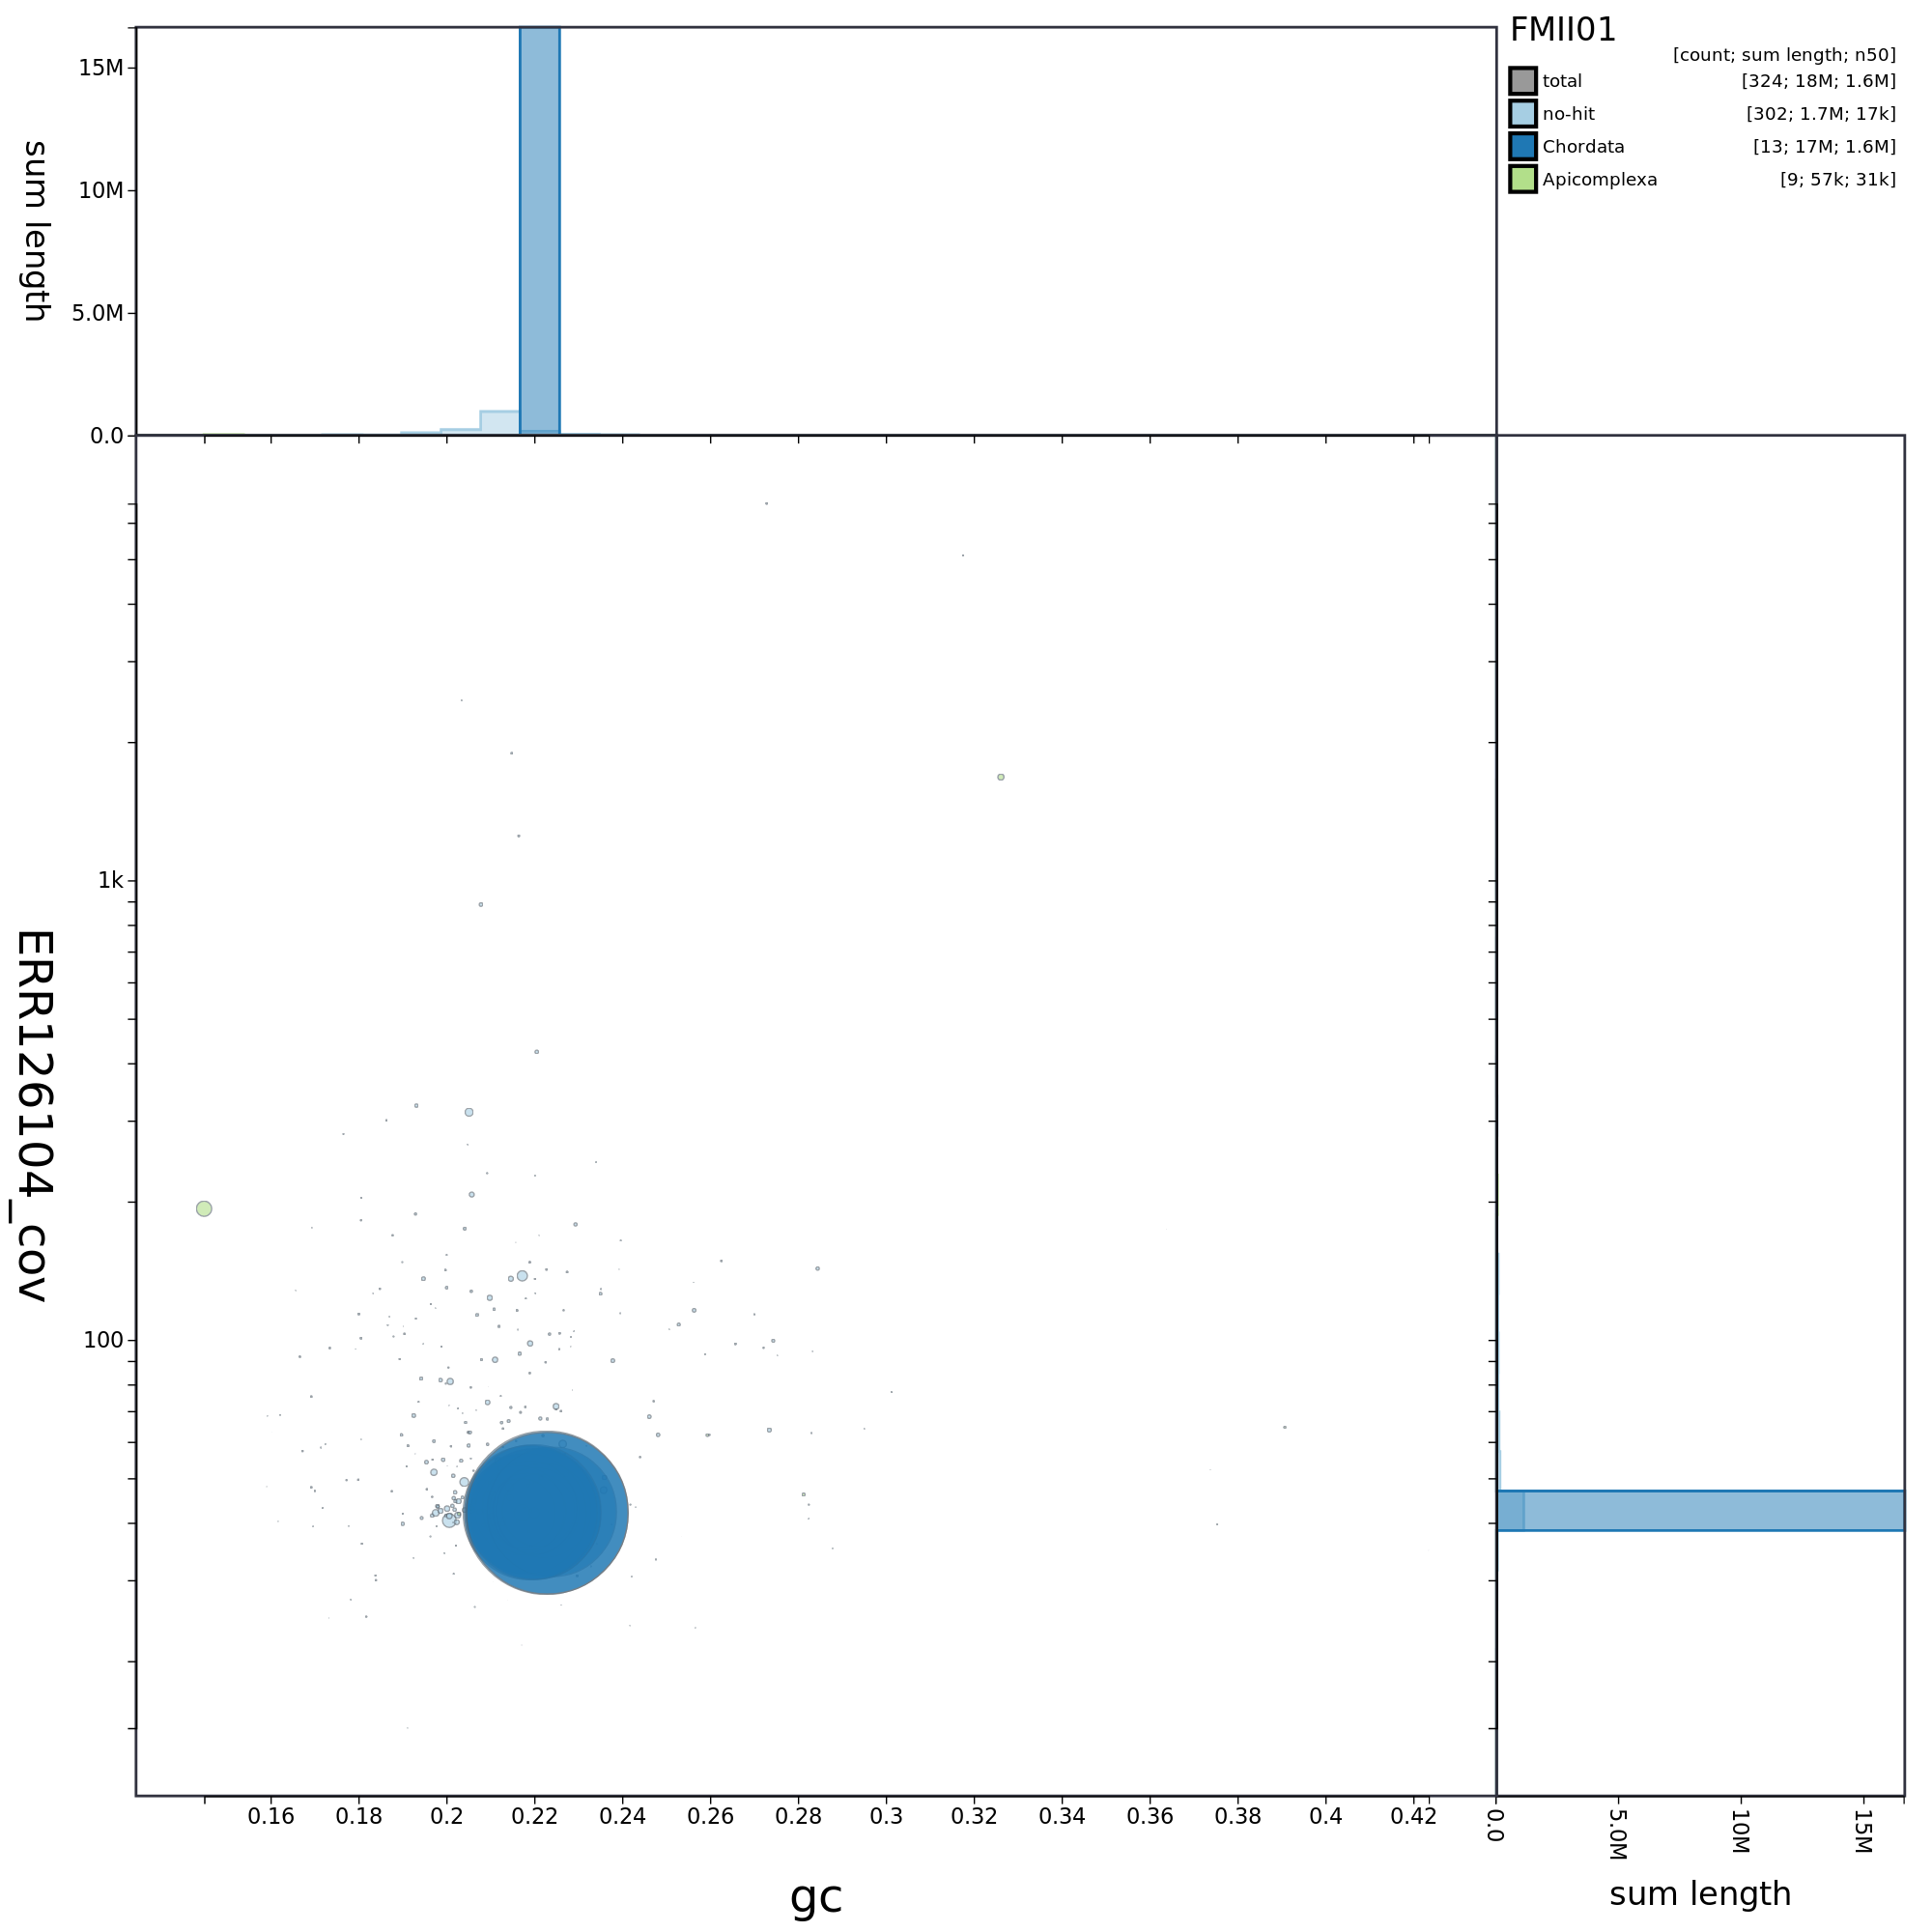 FMII01
[count; sum length; n50]
total [324; 18M; 1.6M]
no-hit [302; 1.7M; 17k]
Chordata [13; 17M; 1.6M]
Apicomplexa [9; 57k; 31k]
sum length
15M
10M
5.0M
0.0
ERR126104_cov
1k
100
0.16 0.18 0.2 0.22 0.24 0.26 0.28 0.3 0.32 0.34 0.36 0.38 0.4 0.42
gc
0.0 5.0M 10M 15M
sum length